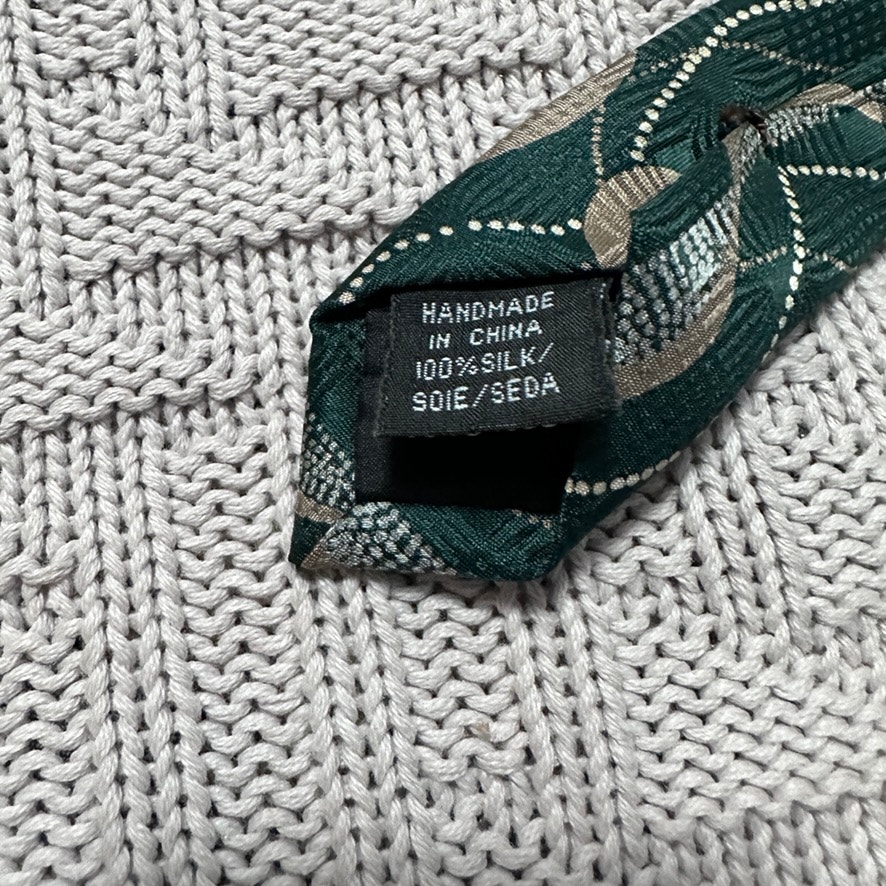 HANDMADE
IN CHINA
100%SILK/
SOIE/SEDA